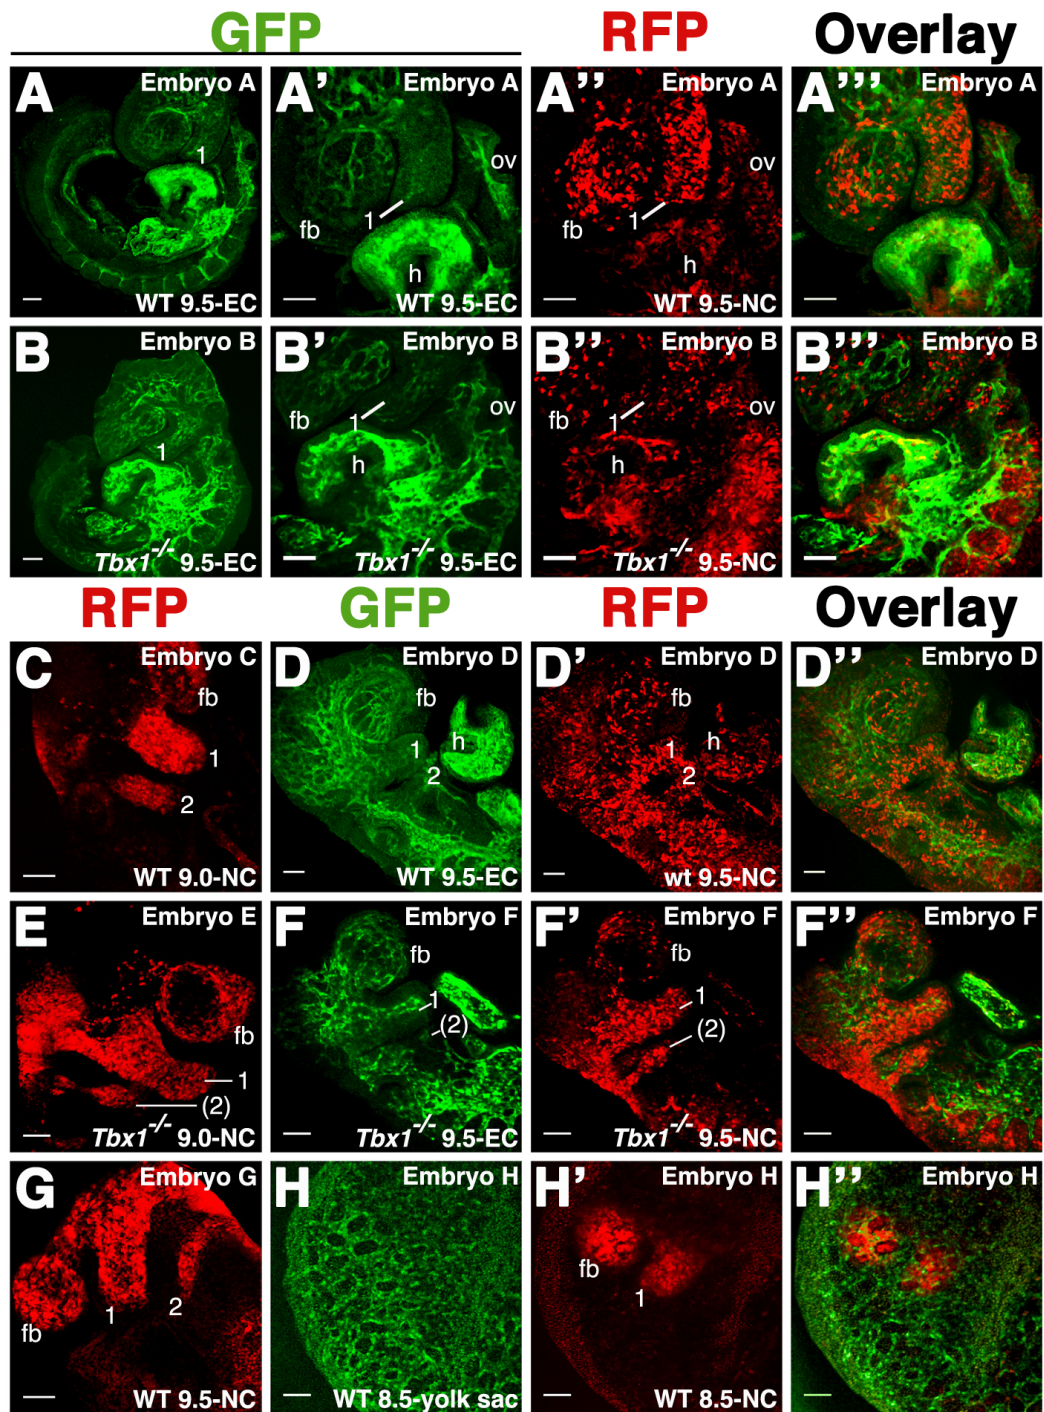 GFP RFP Overlay
A Embryo A 1 WT 9.5-EC
A’ Embryo A ov 1 fb h WT 9.5-EC
A’’ Embryo A ov 1 fb h WT 9.5-NC
A’’’ Embryo A
B Embryo B 1 Tbx1-/- 9.5-EC
B’ Embryo B fb ov 1 h Tbx1-/- 9.5-EC
B’’ Embryo B fb ov 1 h Tbx1-/- 9.5-NC
B’’’ Embryo B
RFP GFP RFP Overlay
C Embryo C fb 1 2 WT 9.0-NC
D Embryo D fb h 1 2 WT 9.5-EC
D’ Embryo D fb 1 h 2 wt 9.5-NC
D’’ Embryo D
E Embryo E fb 1 (2) Tbx1-/- 9.0-NC
F Embryo F fb 1 (2) Tbx1-/- 9.5-EC
F’ Embryo F fb 1 (2) Tbx1-/- 9.5-NC
F’’ Embryo F
G Embryo G 1 2 fb WT 9.5-NC
H Embryo H WT 8.5-yolk sac
H’ Embryo H fb 1 WT 8.5-NC
H’’ Embryo H